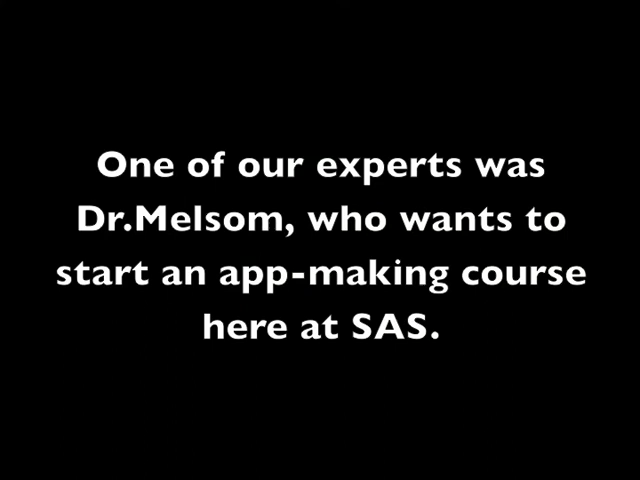 One of our experts was
Dr.Melsom, who wants to
start an app-making course
here at SAS.